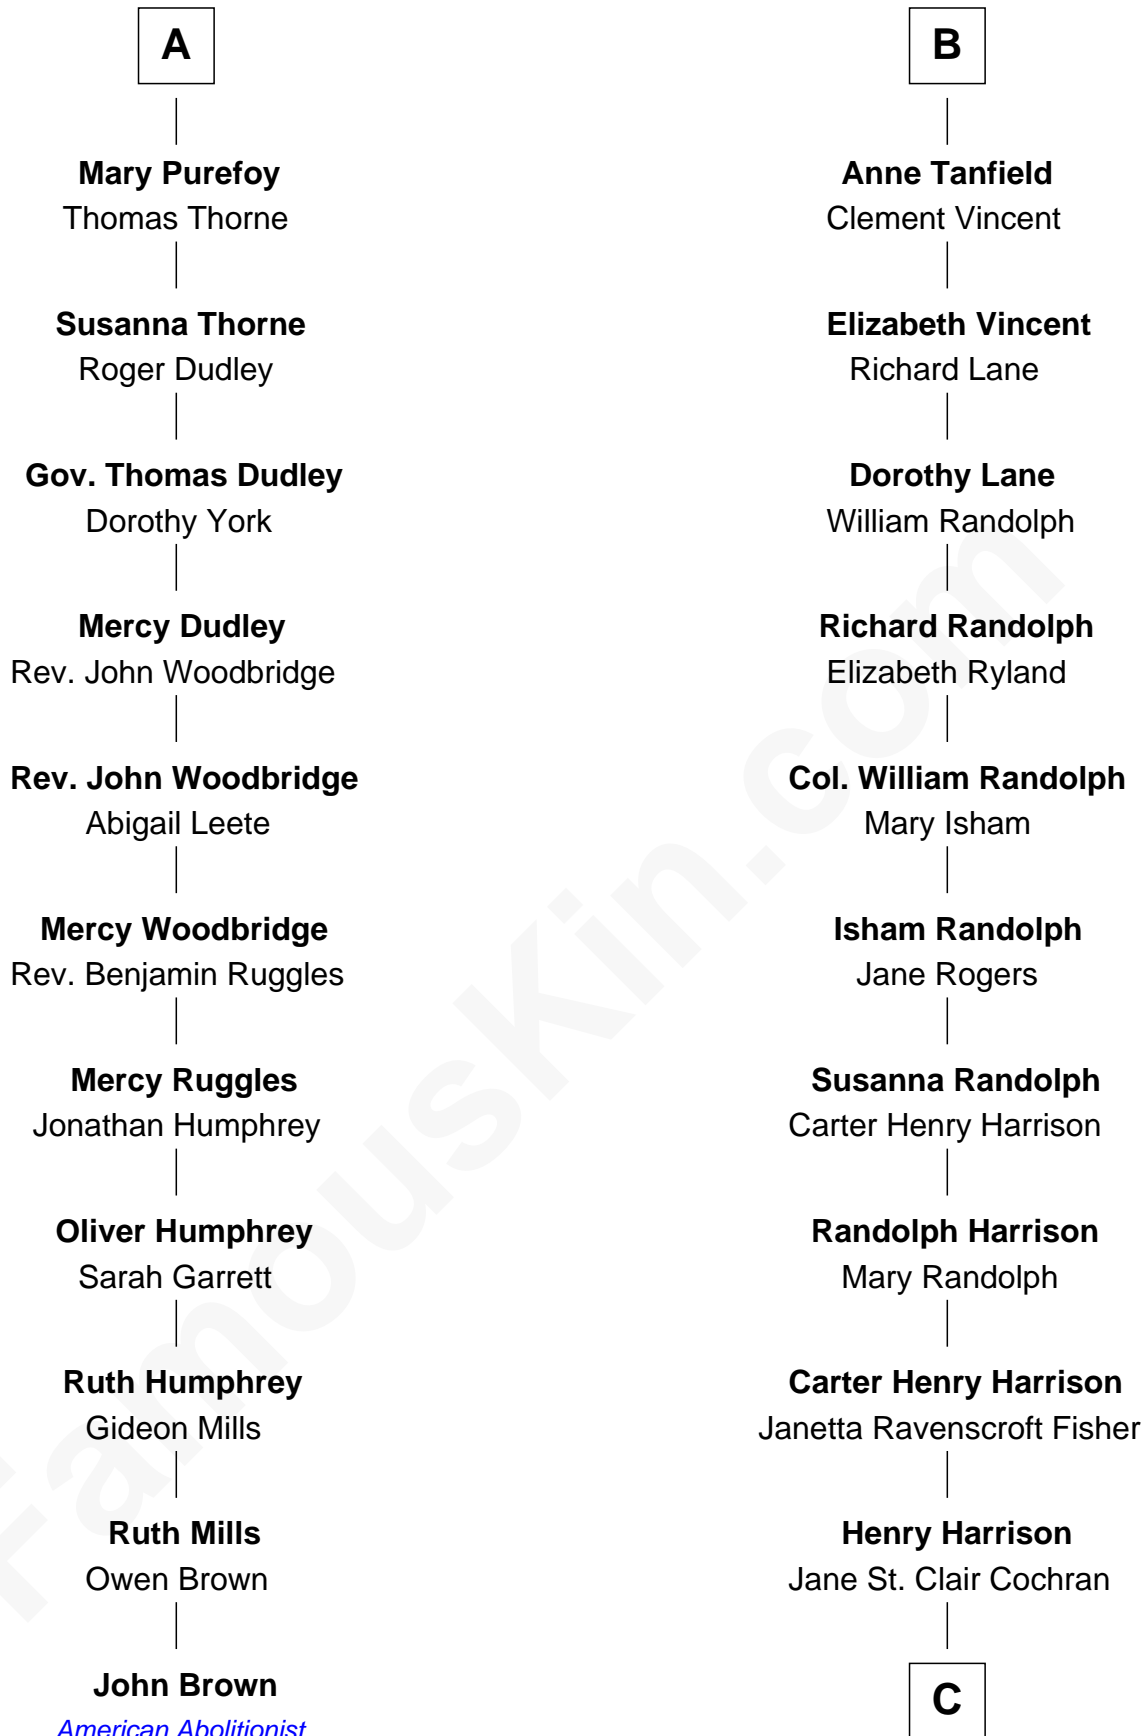 A
Mary Purefoy
Thomas Thorne
Susanna Thorne
Roger Dudley
Gov. Thomas Dudley
Dorothy York
Mercy Dudley
Rev. John Woodbridge
Rev. John Woodbridge
Abigail Leete
Mercy Woodbridge
Rev. Benjamin Ruggles
Mercy Ruggles
Jonathan Humphrey
Oliver Humphrey
Sarah Garrett
Ruth Humphrey
Gideon Mills
Ruth Mills
Owen Brown
John Brown
American Abolitionist
B
Anne Tanfield
Clement Vincent
Elizabeth Vincent
Richard Lane
Dorothy Lane
William Randolph
Richard Randolph
Elizabeth Ryland
Col. William Randolph
Mary Isham
Isham Randolph
Jane Rogers
Susanna Randolph
Carter Henry Harrison
Randolph Harrison
Mary Randolph
Carter Henry Harrison
Janetta Ravenscroft Fisher
Henry Harrison
Jane St. Clair Cochran
C
FamousKin.com